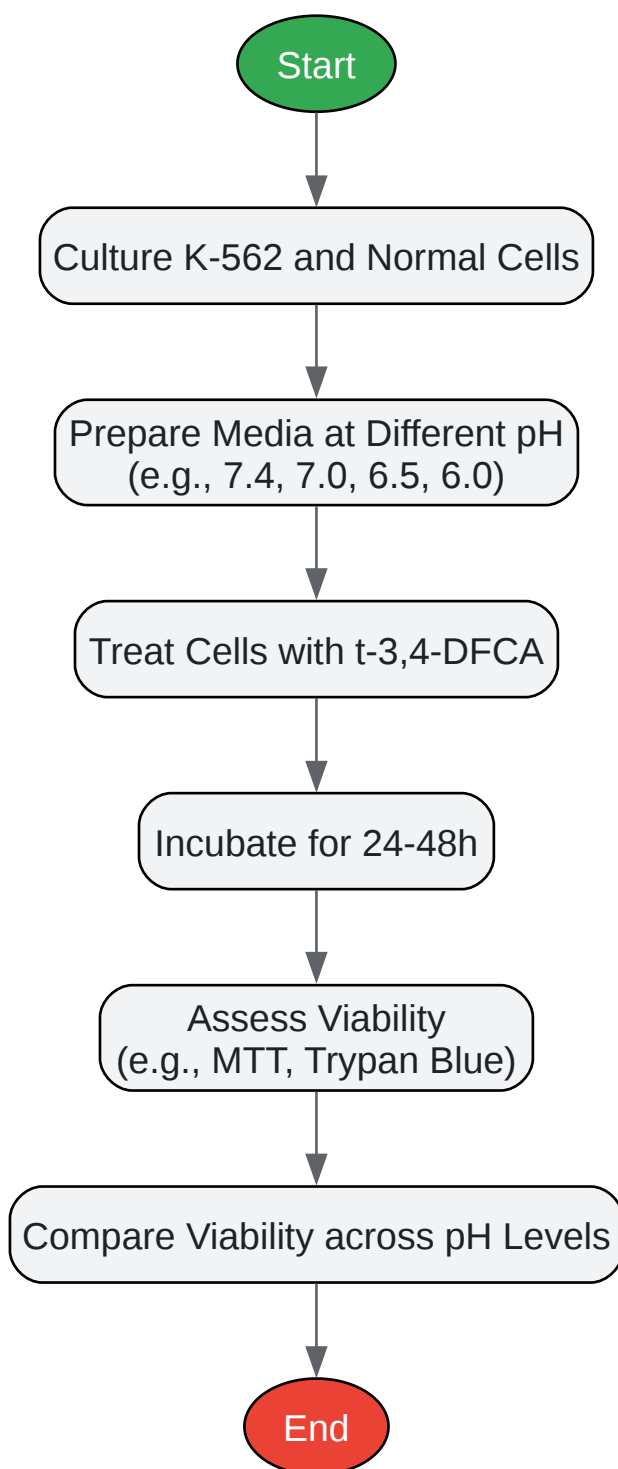 Start
Culture K-562 and Normal Cells
Prepare Media at Different pH
(e.g., 7.4, 7.0, 6.5, 6.0)
Treat Cells with t-3,4-DFCA
Incubate for 24-48h
Assess Viability
(e.g., MTT, Trypan Blue)
Compare Viability across pH Levels
End